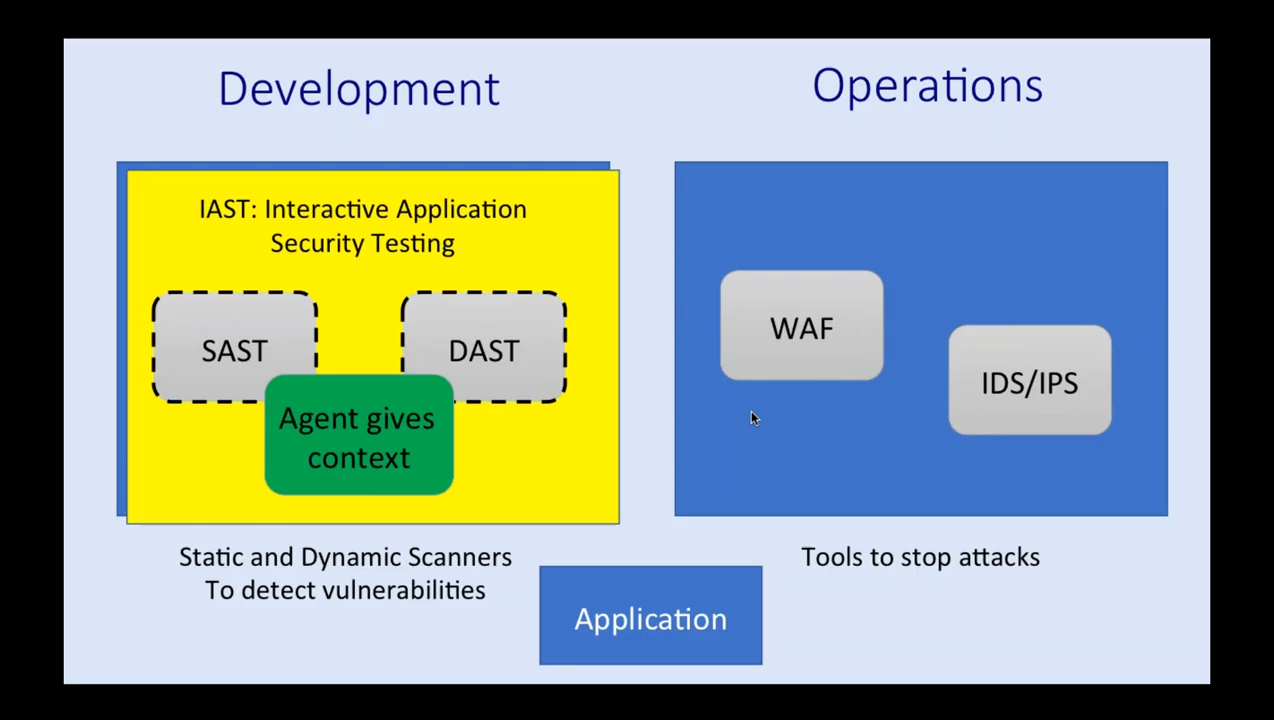 Development
Operations
IAST: Interactive Application
Security Testing
SAST
DAST
Agent gives
context
WAF
IDS/IPS
Static and Dynamic Scanners
To detect vulnerabilities
Tools to stop attacks
Application